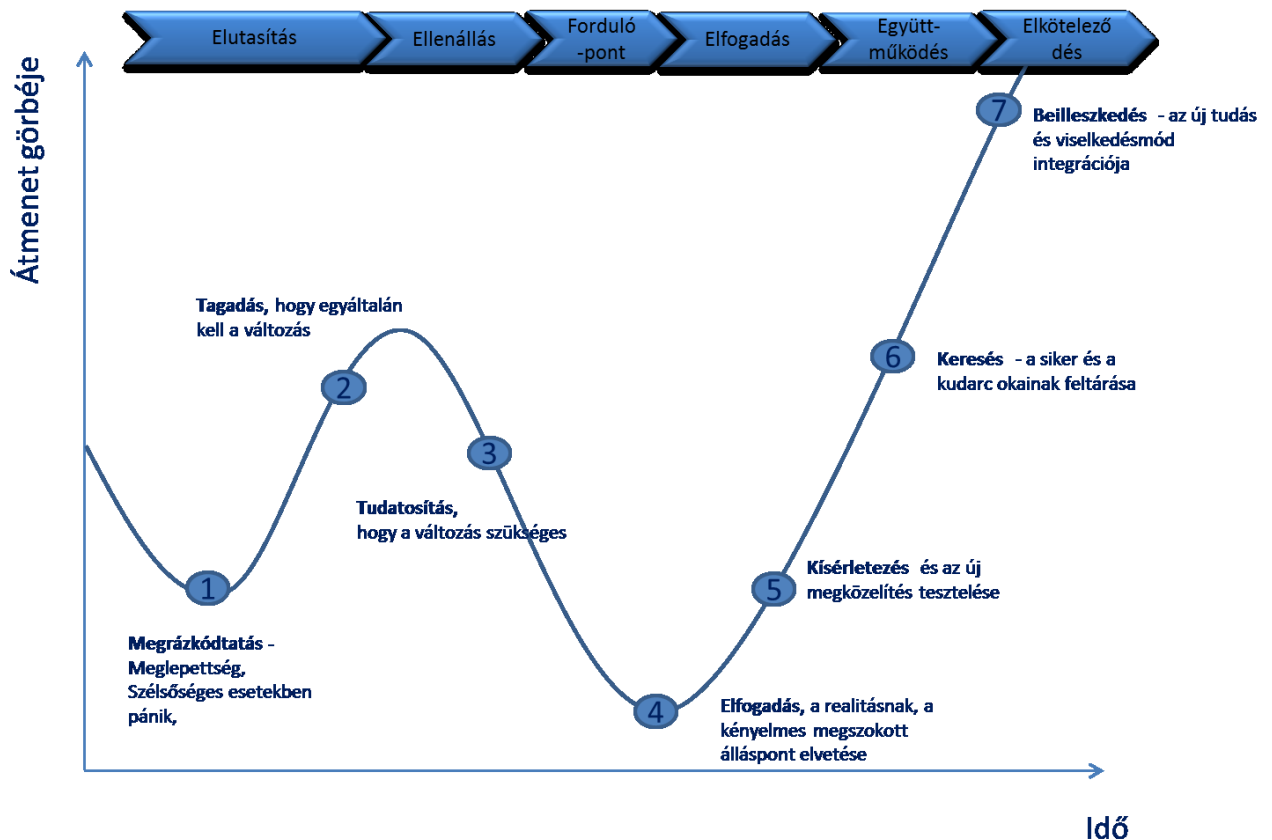 Elutasítás
Ellenállás
Forduló
-pont
Elfogadás
Együtt-
működés
Elkötelező
dés
Átmenet görbéje
7
Beilleszkedés - az új tudás
és viselkedésmód
integrációja
Tagadás, hogy egyáltalán
kell a változás
2
6
Keresés - a siker és a
kudarc okainak feltárása
3
Tudatosítás,
hogy a változás szükséges
1
5
Kísérletezés és az új
megközelítés tesztelése
Megrázkódtatás -
Meglepettség,
Szélsőséges esetekben
pánik,
4
Elfogadás, a realitásnak, a
kényelmes megszokott
álláspont elvetése
Idő